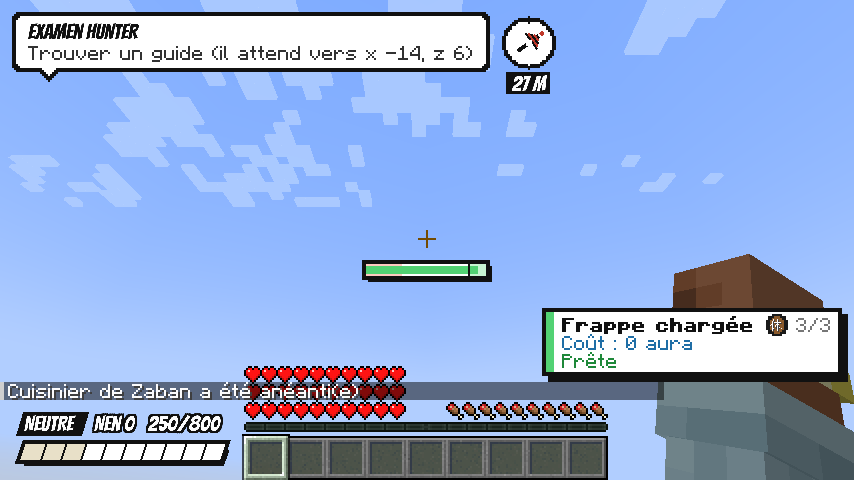 EXAMEN HUNTER
Trouver un guide (il attend vers x -14, z 6)
27 M
Frappe chargée 休 3/3
Coût : 0 aura
Prête
Cuisinier de Zaban a été anéanti(e)
NEUTRE NEN 0 250/800